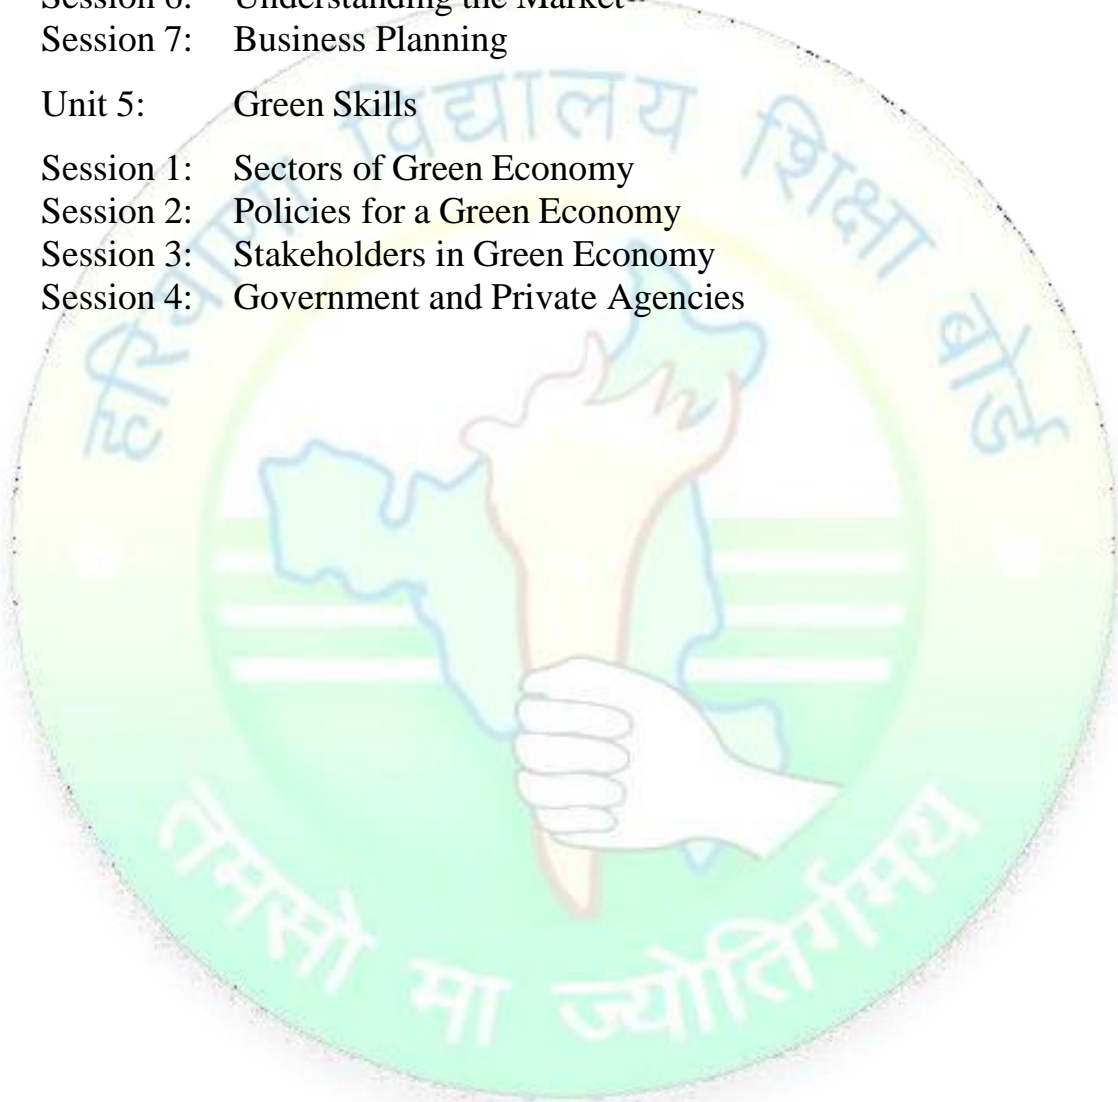 Session 6: Understanding the Market
Session 7: Business Planning
Unit 5: Green Skills
Session 1: Sectors of Green Economy
Session 2: Policies for a Green Economy
Session 3: Stakeholders in Green Economy
Session 4: Government and Private Agencies
हरियाणा विद्यालय शिक्षा बोर्ड
तमसो मा ज्योतिर्गमय